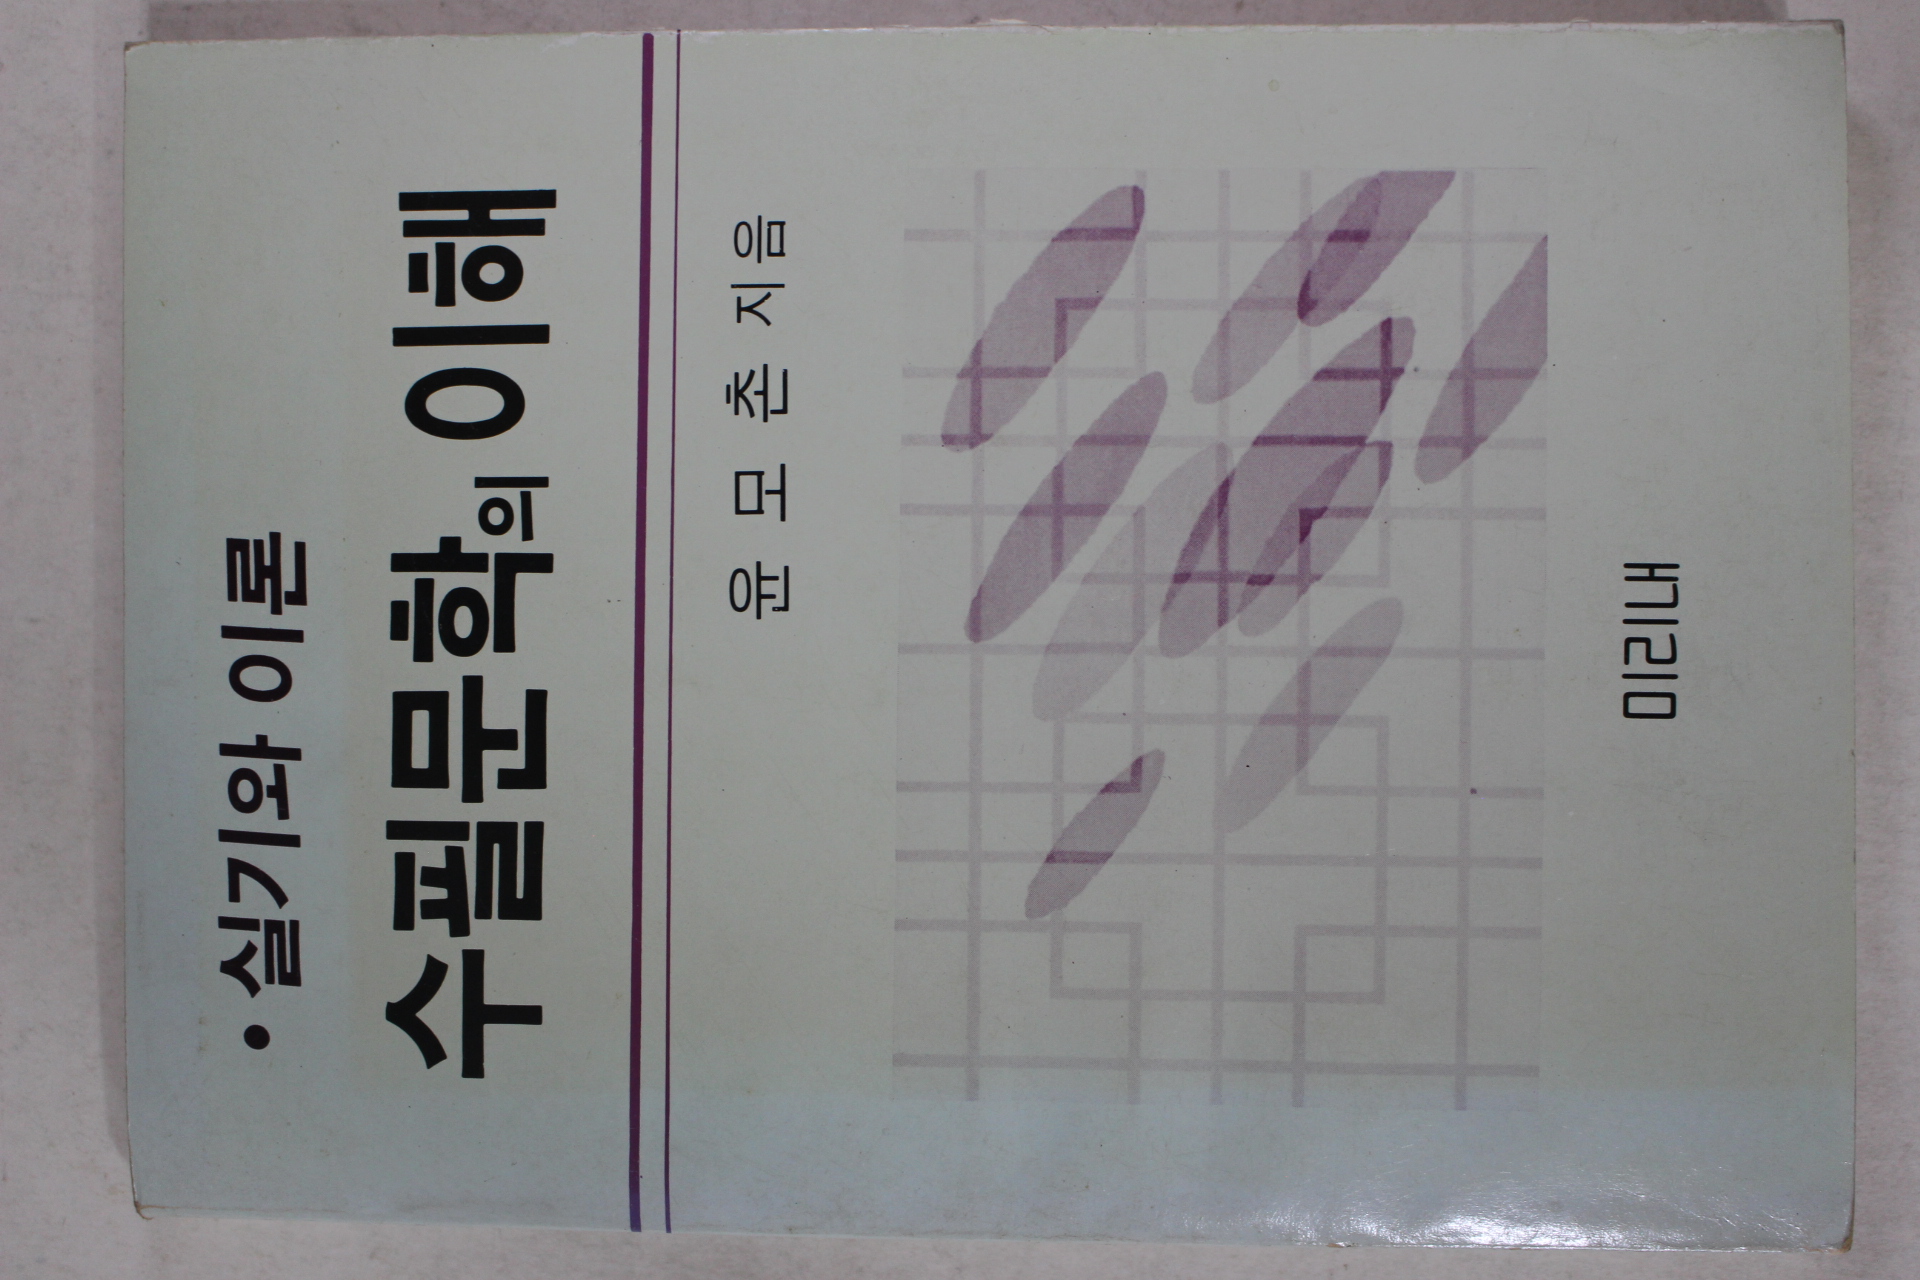 • 실기와 이론
수필문학의 이해
윤모촌 지음
미리내